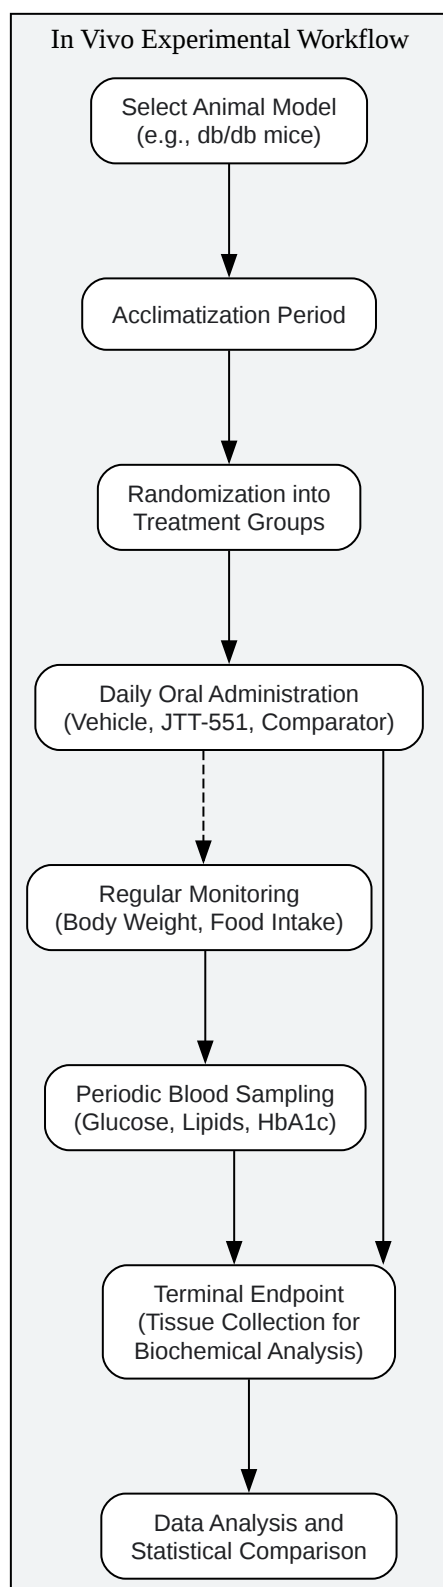 In Vivo Experimental Workflow
Select Animal Model
(e.g., db/db mice)
Acclimatization Period
Randomization into
Treatment Groups
Daily Oral Administration
(Vehicle, JTT-551, Comparator)
Regular Monitoring
(Body Weight, Food Intake)
Periodic Blood Sampling
(Glucose, Lipids, HbA1c)
Terminal Endpoint
(Tissue Collection for
Biochemical Analysis)
Data Analysis and
Statistical Comparison